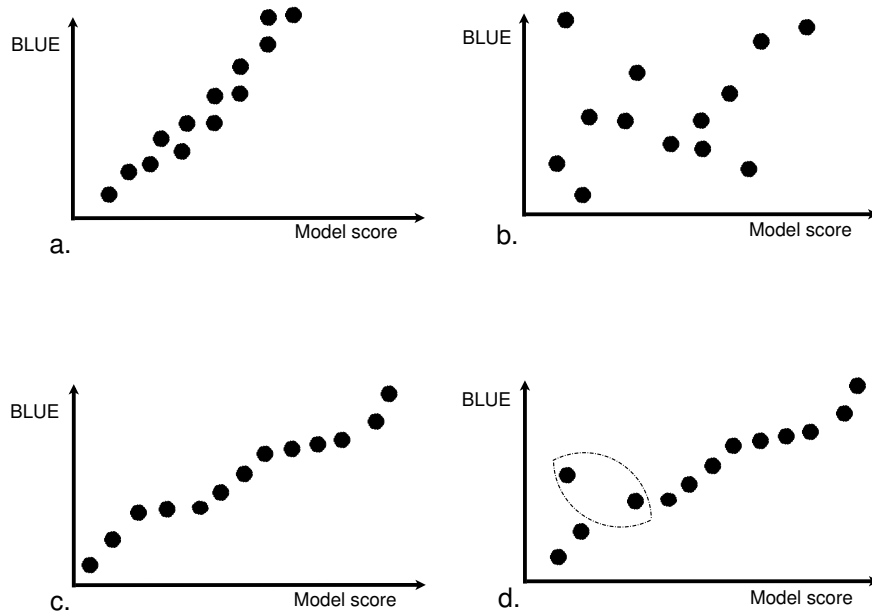 BLUE
Model score
a.
BLUE
Model score
b.
BLUE
Model score
c.
BLUE
Model score
d.